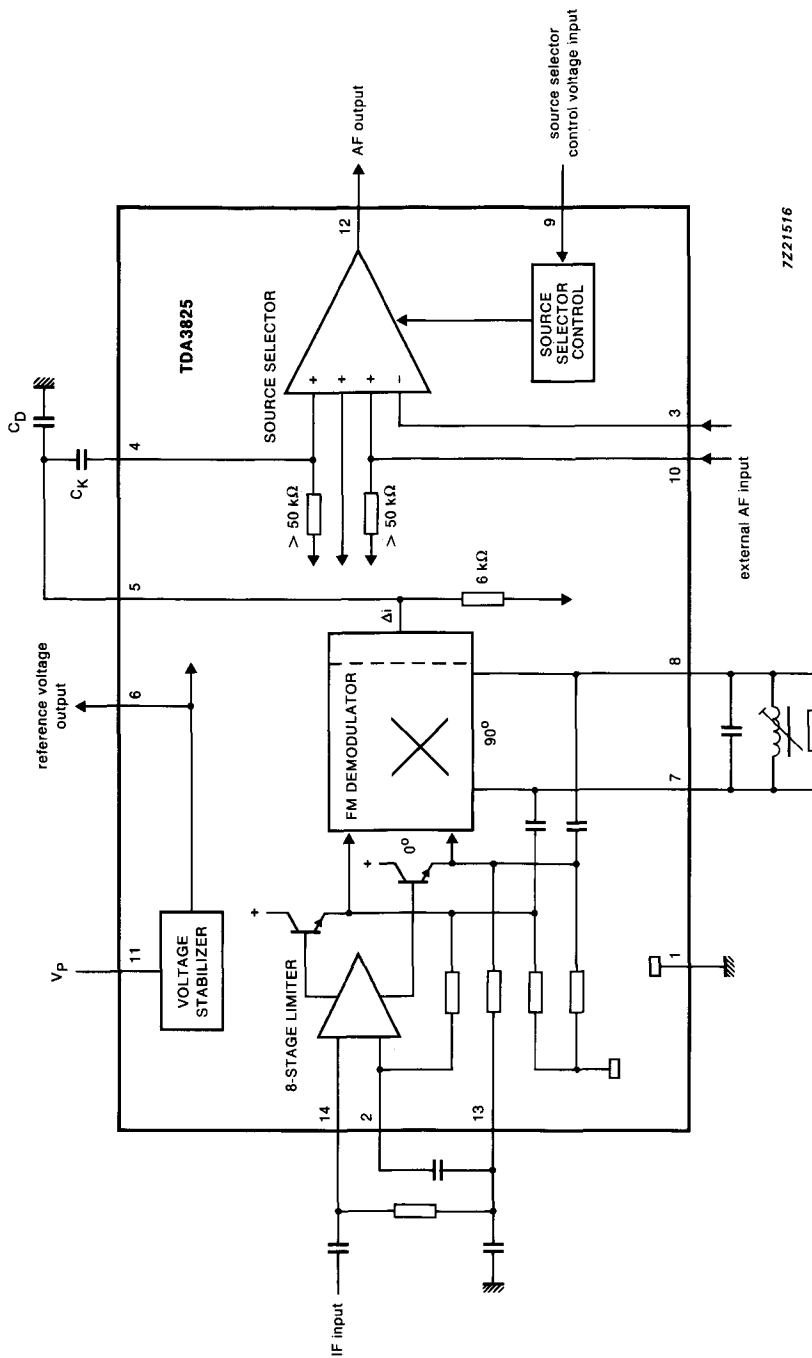 C_D
C_K
reference voltage
output
V_P
11
6
5
4
TDA3825
VOLTAGE
STABILIZER
SOURCE SELECTOR
AF output
12
+
+
+
−
> 50 kΩ
> 50 kΩ
6 kΩ
Δi
FM DEMODULATOR
0°
90°
+
+
8-STAGE LIMITER
14
2
13
IF input
SOURCE
SELECTOR
CONTROL
9
source selector
control voltage input
1
7
8
10
3
external AF input
7Z21516